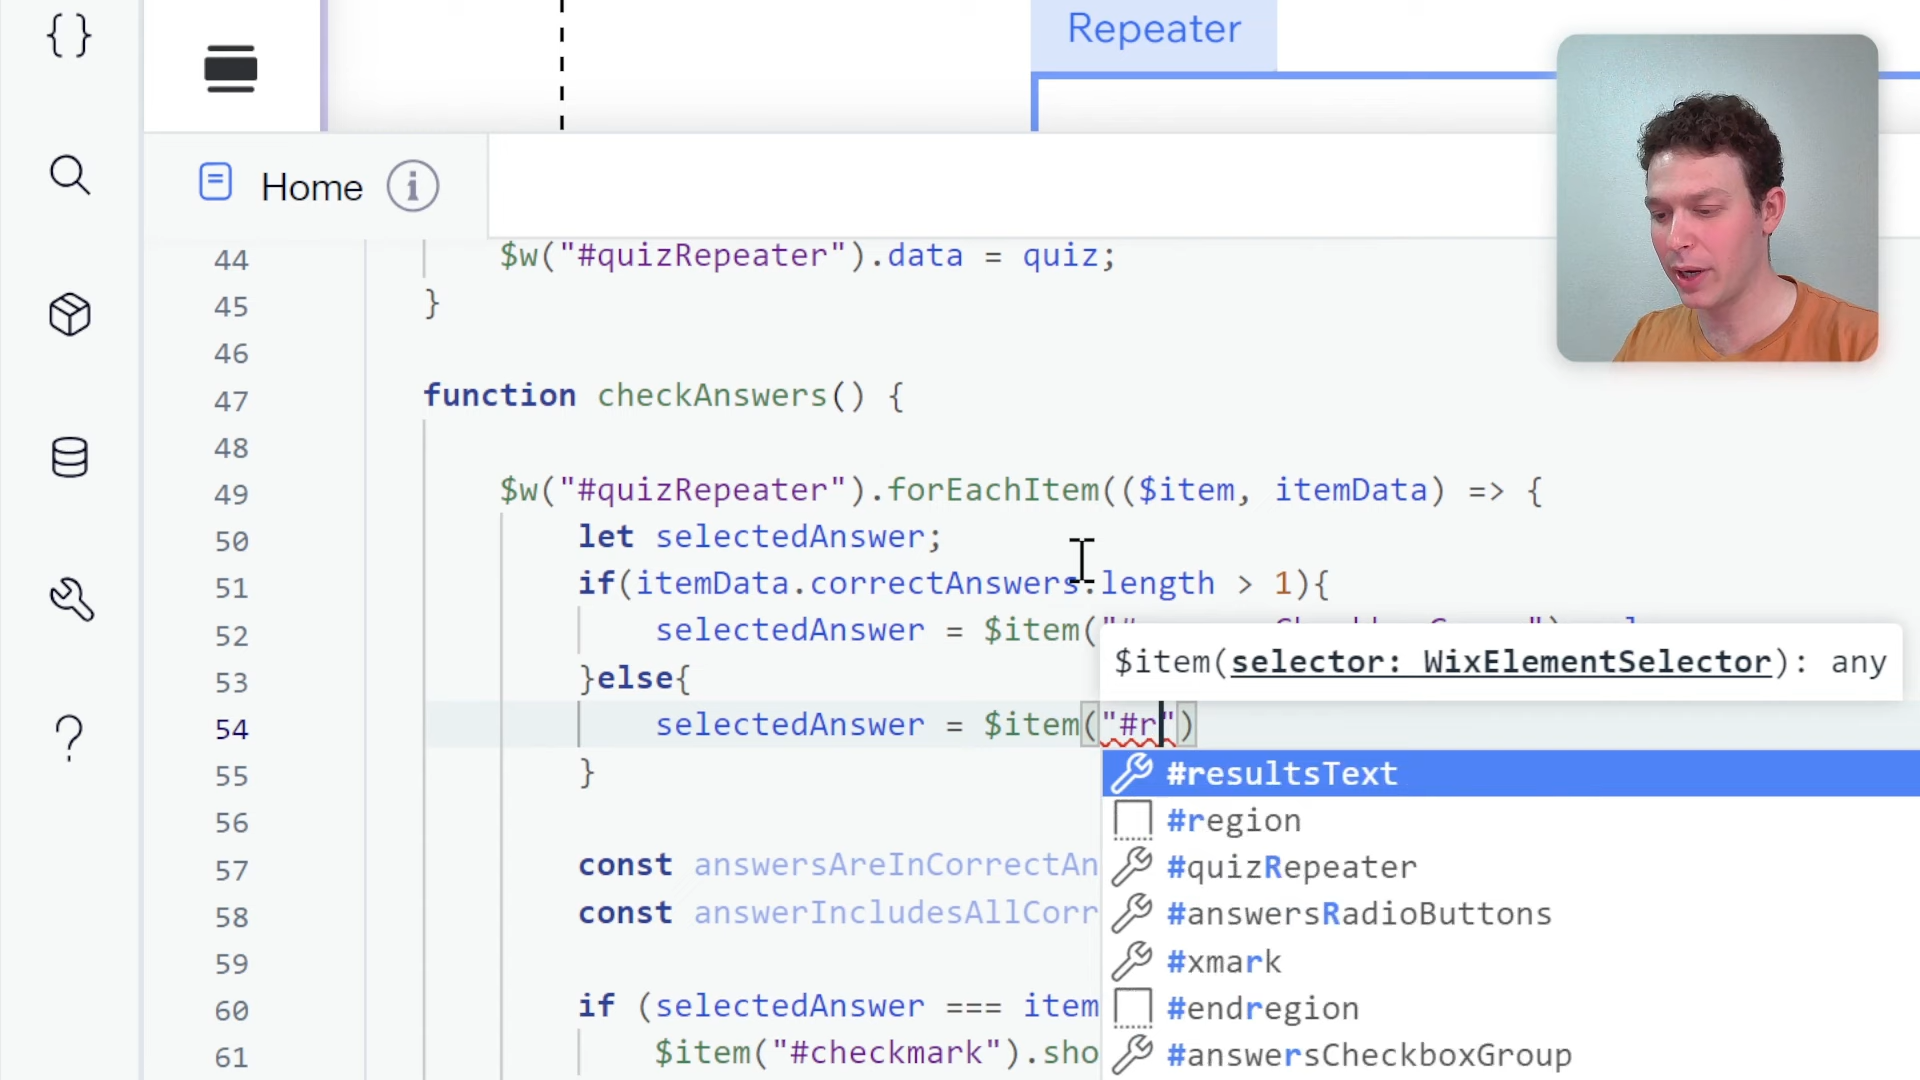 {}
Repeater
Home i
44 $w("#quizRepeater").data = quiz;
45 }
46
47 function checkAnswers() {
48
49 $w("#quizRepeater").forEachItem(($item, itemData) => {
50 let selectedAnswer;
51 if(itemData.correctAnswers.length > 1){
52 selectedAnswer = $item("#
$item(selector: WixElementSelector): any
53 }else{
54 selectedAnswer = $item("#r")
55 }
#resultsText
#region
56
57 const answersAreInCorrectAn
#quizRepeater
58 const answerIncludesAllCorr
#answersRadioButtons
59
#xmark
60 if (selectedAnswer === item
#endregion
61 $item("#checkmark").sho
#answersCheckboxGroup